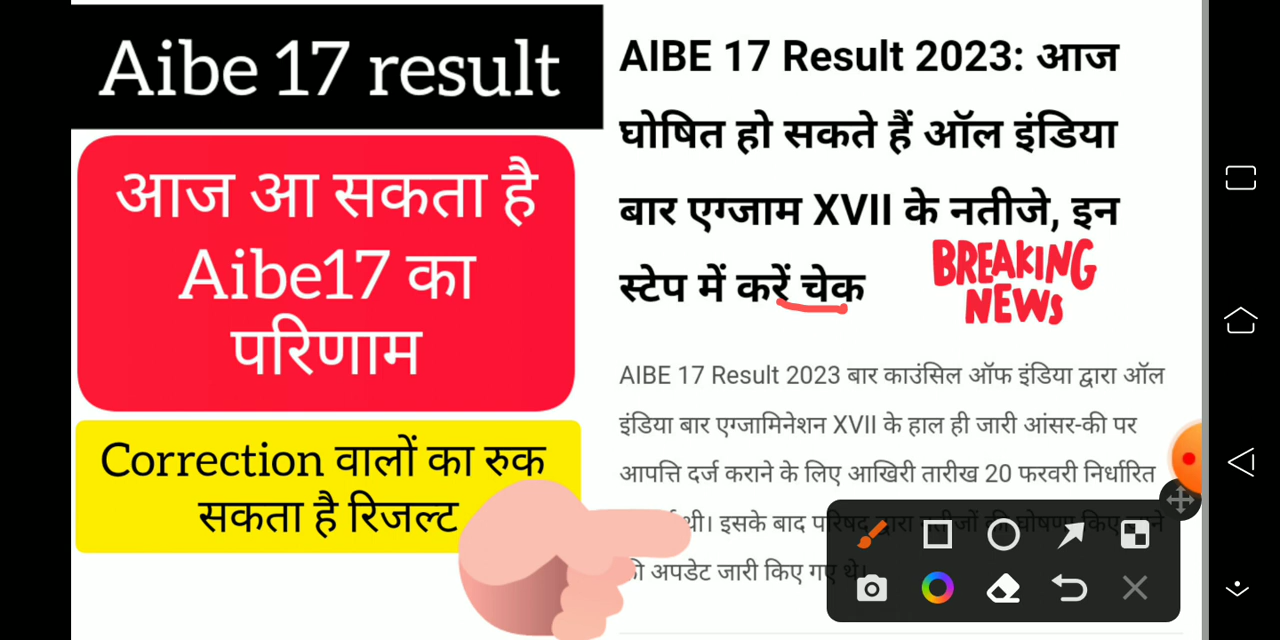 Aibe 17 result
आज आ सकता है
Aibe17 का
परिणाम
Correction वालों का रुक
सकता है रिजल्ट
AIBE 17 Result 2023: आज
घोषित हो सकते हैं ऑल इंडिया
बार एग्जाम XVII के नतीजे, इन
स्टेप में करें चेक
BREAKING
NEWS
AIBE 17 Result 2023 बार काउंसिल ऑफ इंडिया द्वारा ऑल
इंडिया बार एग्जामिनेशन XVII के हाल ही जारी आंसर-की पर
आपत्ति दर्ज कराने के लिए आखिरी तारीख 20 फरवरी निर्धारित
थी। इसके बाद परिषद द्वारा नतीजों की घोषणा किए
अपडेट जारी किए गए थे।